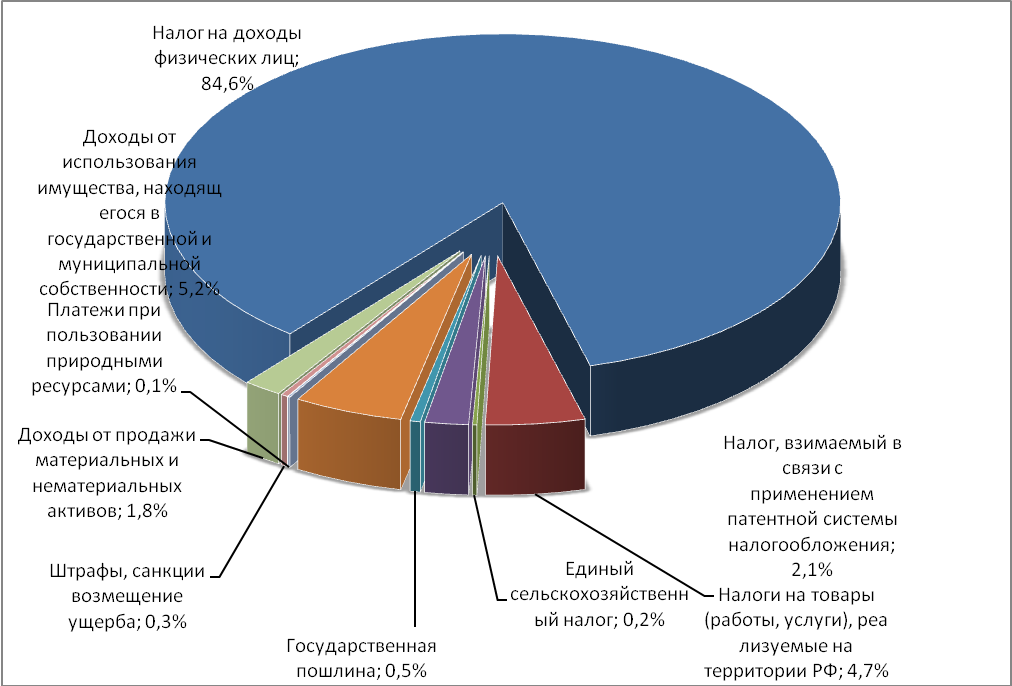 Налог на доходы
физических лиц;
84,6%
Доходы от
использования
имущества, находящ
егося в
государственной и
муниципальной
собственности; 5,2%
Платежи при
пользовании
природными
ресурсами; 0,1%
Доходы от продажи
материальных и
нематериальных
активов; 1,8%
Штрафы, санкции
возмещение
ущерба; 0,3%
Государственная
пошлина; 0,5%
Единый
сельскохозяйственн
ый налог; 0,2%
Налог, взимаемый в
связи с
применением
патентной системы
налогообложения;
2,1%
Налоги на товары
(работы, услуги), реа
лизуемые на
территории РФ; 4,7%